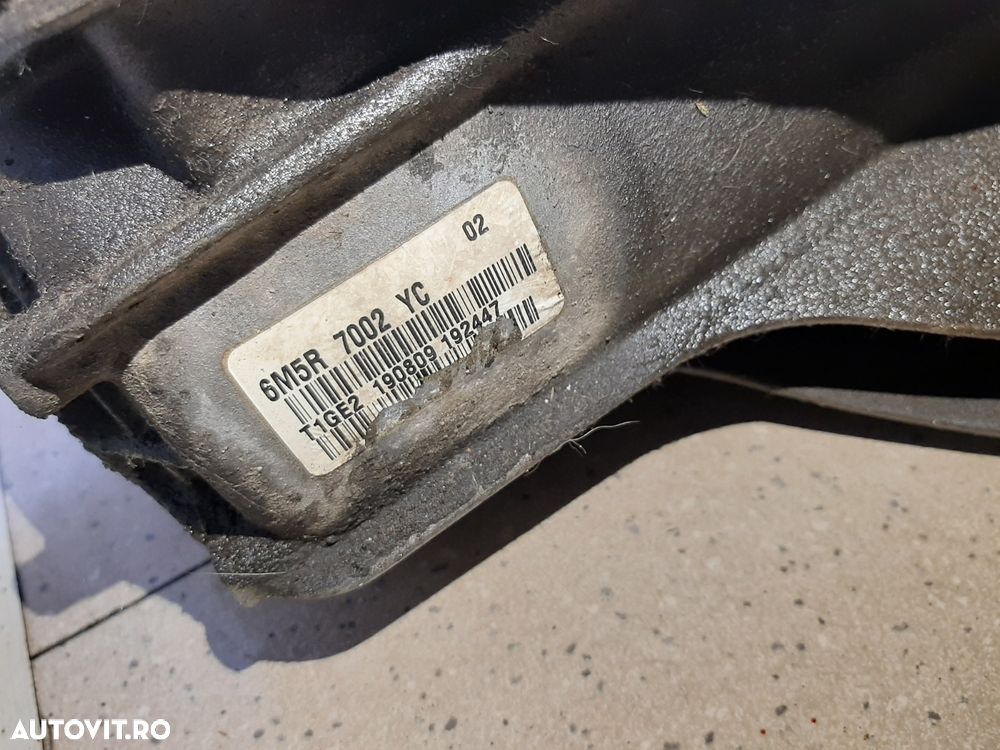 02
6M5R 7002 YC
T1GE2 190809 192447
AUTOVIT.RO